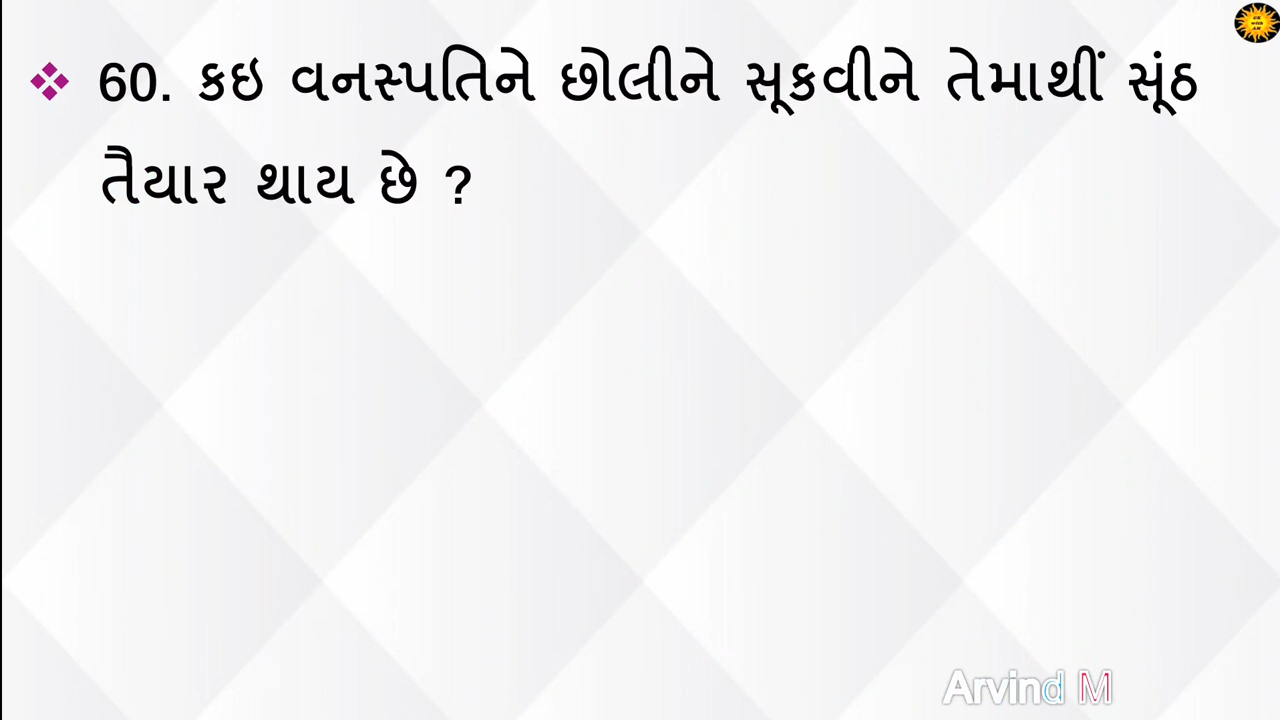 ❖ 60. કઇ વનસ્પતિને છોલીને સૂકવીને તેમાથીં સૂંઠ
તૈયાર થાય છે ?
Arvind M